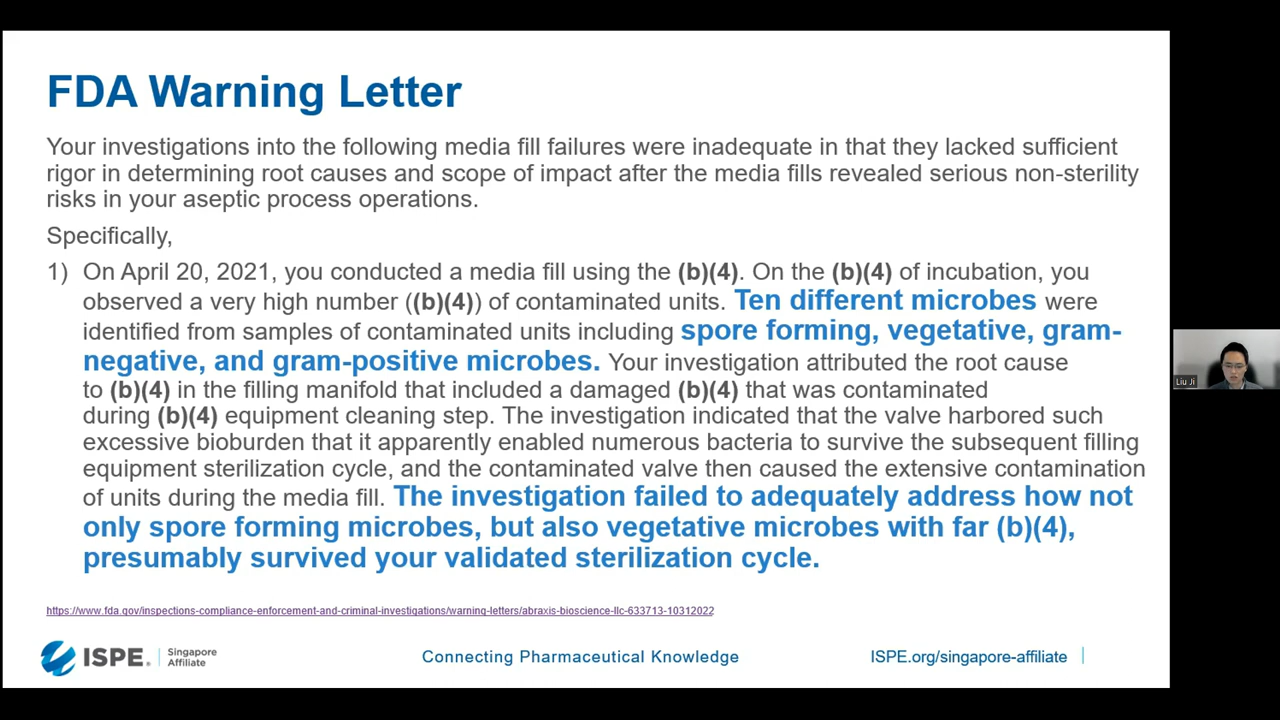 FDA Warning Letter
Your investigations into the following media fill failures were inadequate in that they lacked sufficient
rigor in determining root causes and scope of impact after the media fills revealed serious non-sterility
risks in your aseptic process operations.
Specifically,
1) On April 20, 2021, you conducted a media fill using the (b)(4). On the (b)(4) of incubation, you
observed a very high number ((b)(4)) of contaminated units. Ten different microbes were
identified from samples of contaminated units including spore forming, vegetative, gram-
negative, and gram-positive microbes. Your investigation attributed the root cause
to (b)(4) in the filling manifold that included a damaged (b)(4) that was contaminated
during (b)(4) equipment cleaning step. The investigation indicated that the valve harbored such
excessive bioburden that it apparently enabled numerous bacteria to survive the subsequent filling
equipment sterilization cycle, and the contaminated valve then caused the extensive contamination
of units during the media fill. The investigation failed to adequately address how not
only spore forming microbes, but also vegetative microbes with far (b)(4),
presumably survived your validated sterilization cycle.
https://www.fda.gov/inspections-compliance-enforcement-and-criminal-investigations/warning-letters/abraxis-bioscience-llc-633713-10312022
ISPE. Singapore
Affiliate
Connecting Pharmaceutical Knowledge
ISPE.org/singapore-affiliate
Liu Ji